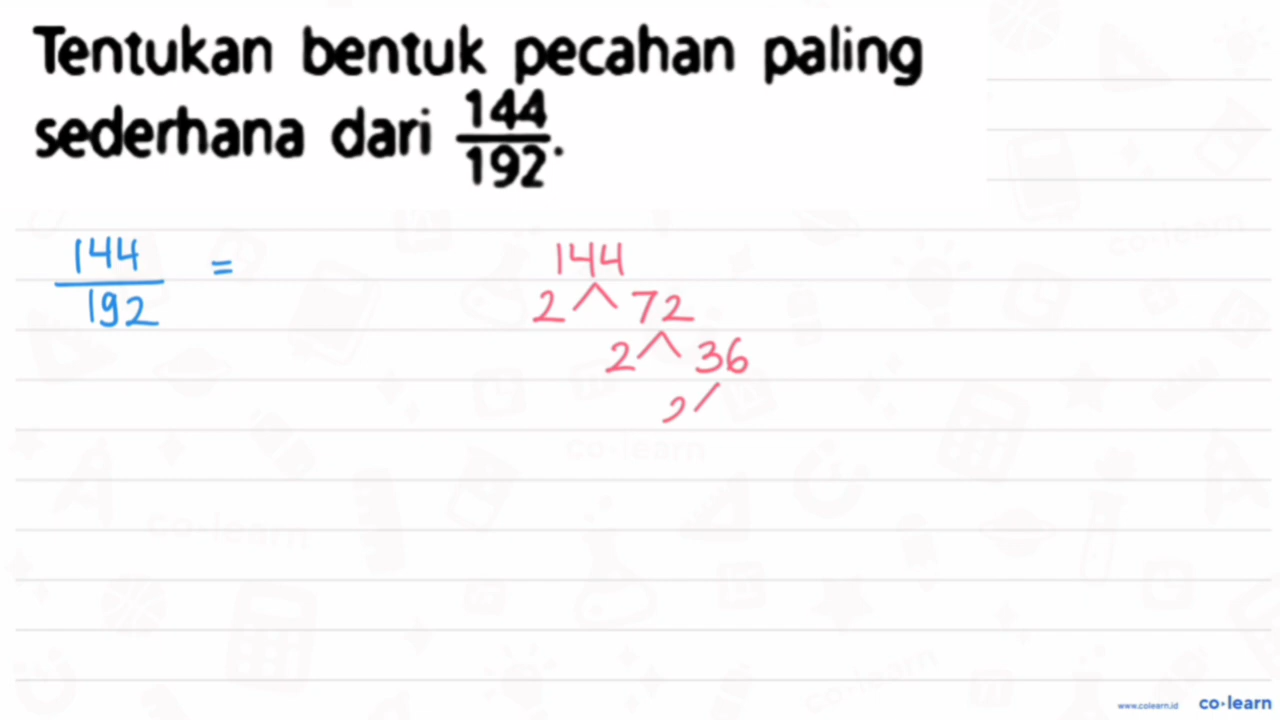 Tentukan bentuk pecahan paling
sederhana dari 144/192.
144/192 =
144
2 72
2 36
2
www.colearn.id co·learn